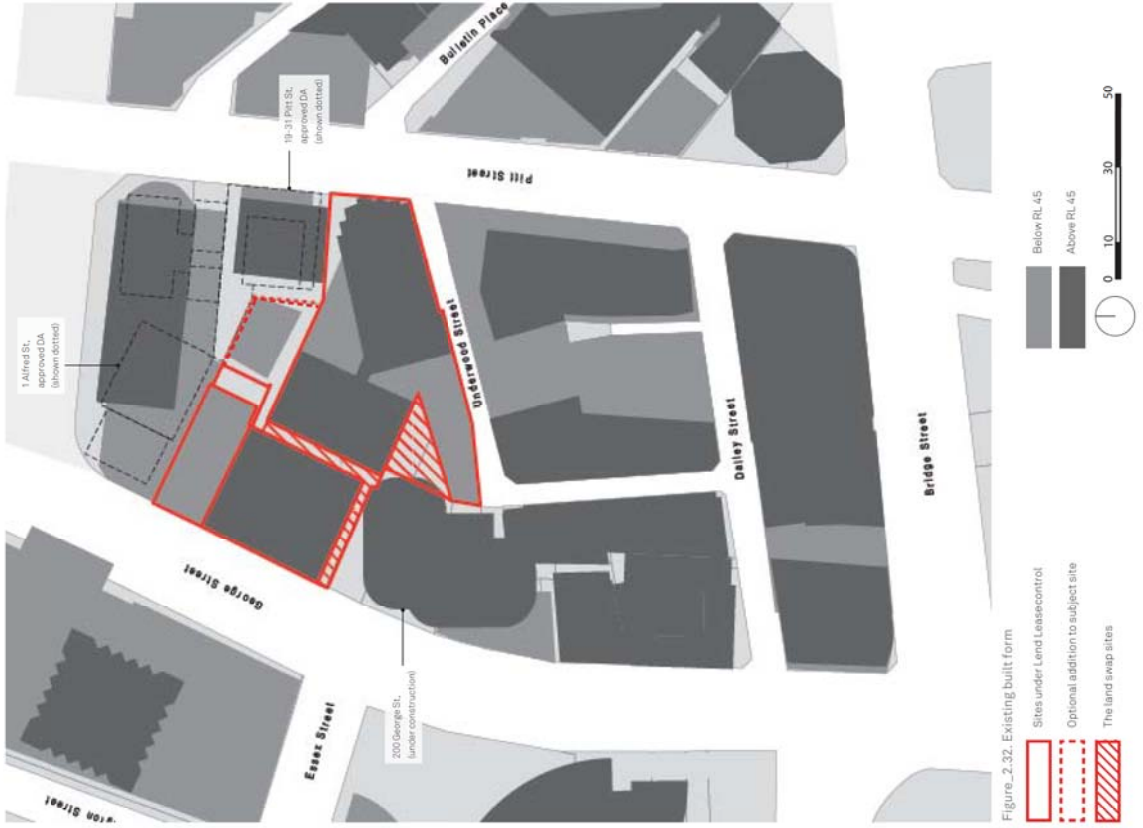 Bulletin Place
19-31 Pitt St,
approved DA
(shown dotted)
Pitt Street
1 Alfred St,
approved DA
(shown dotted)
Underwood Street
George Street
Dalley Street
Bridge Street
200 George St,
(under construction)
Essex Street
gton Street
Figure_2.32. Existing built form
Sites under Lend Leasecontrol
Optional addition to subject site
The land swap sites
Below RL 45
Above RL 45
0 10 30 50